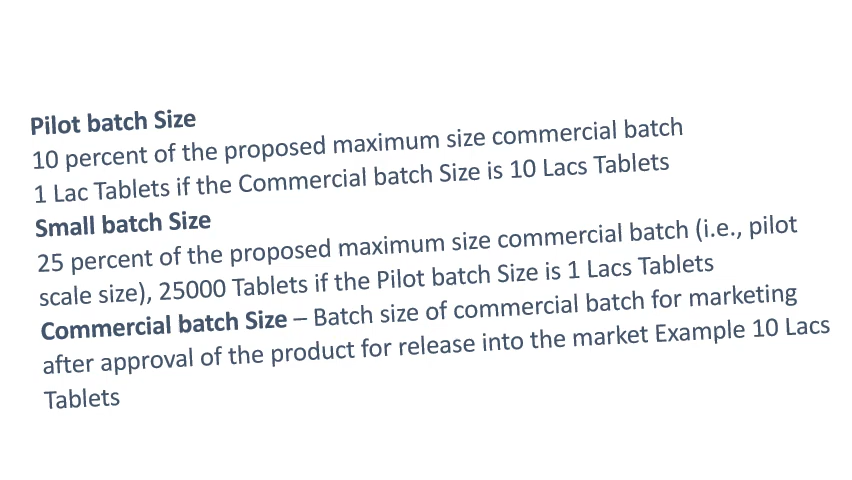 Pilot batch Size
10 percent of the proposed maximum size commercial batch
1 Lac Tablets if the Commercial batch Size is 10 Lacs Tablets
Small batch Size
25 percent of the proposed maximum size commercial batch (i.e., pilot
scale size), 25000 Tablets if the Pilot batch Size is 1 Lacs Tablets
Commercial batch Size – Batch size of commercial batch for marketing
after approval of the product for release into the market Example 10 Lacs
Tablets